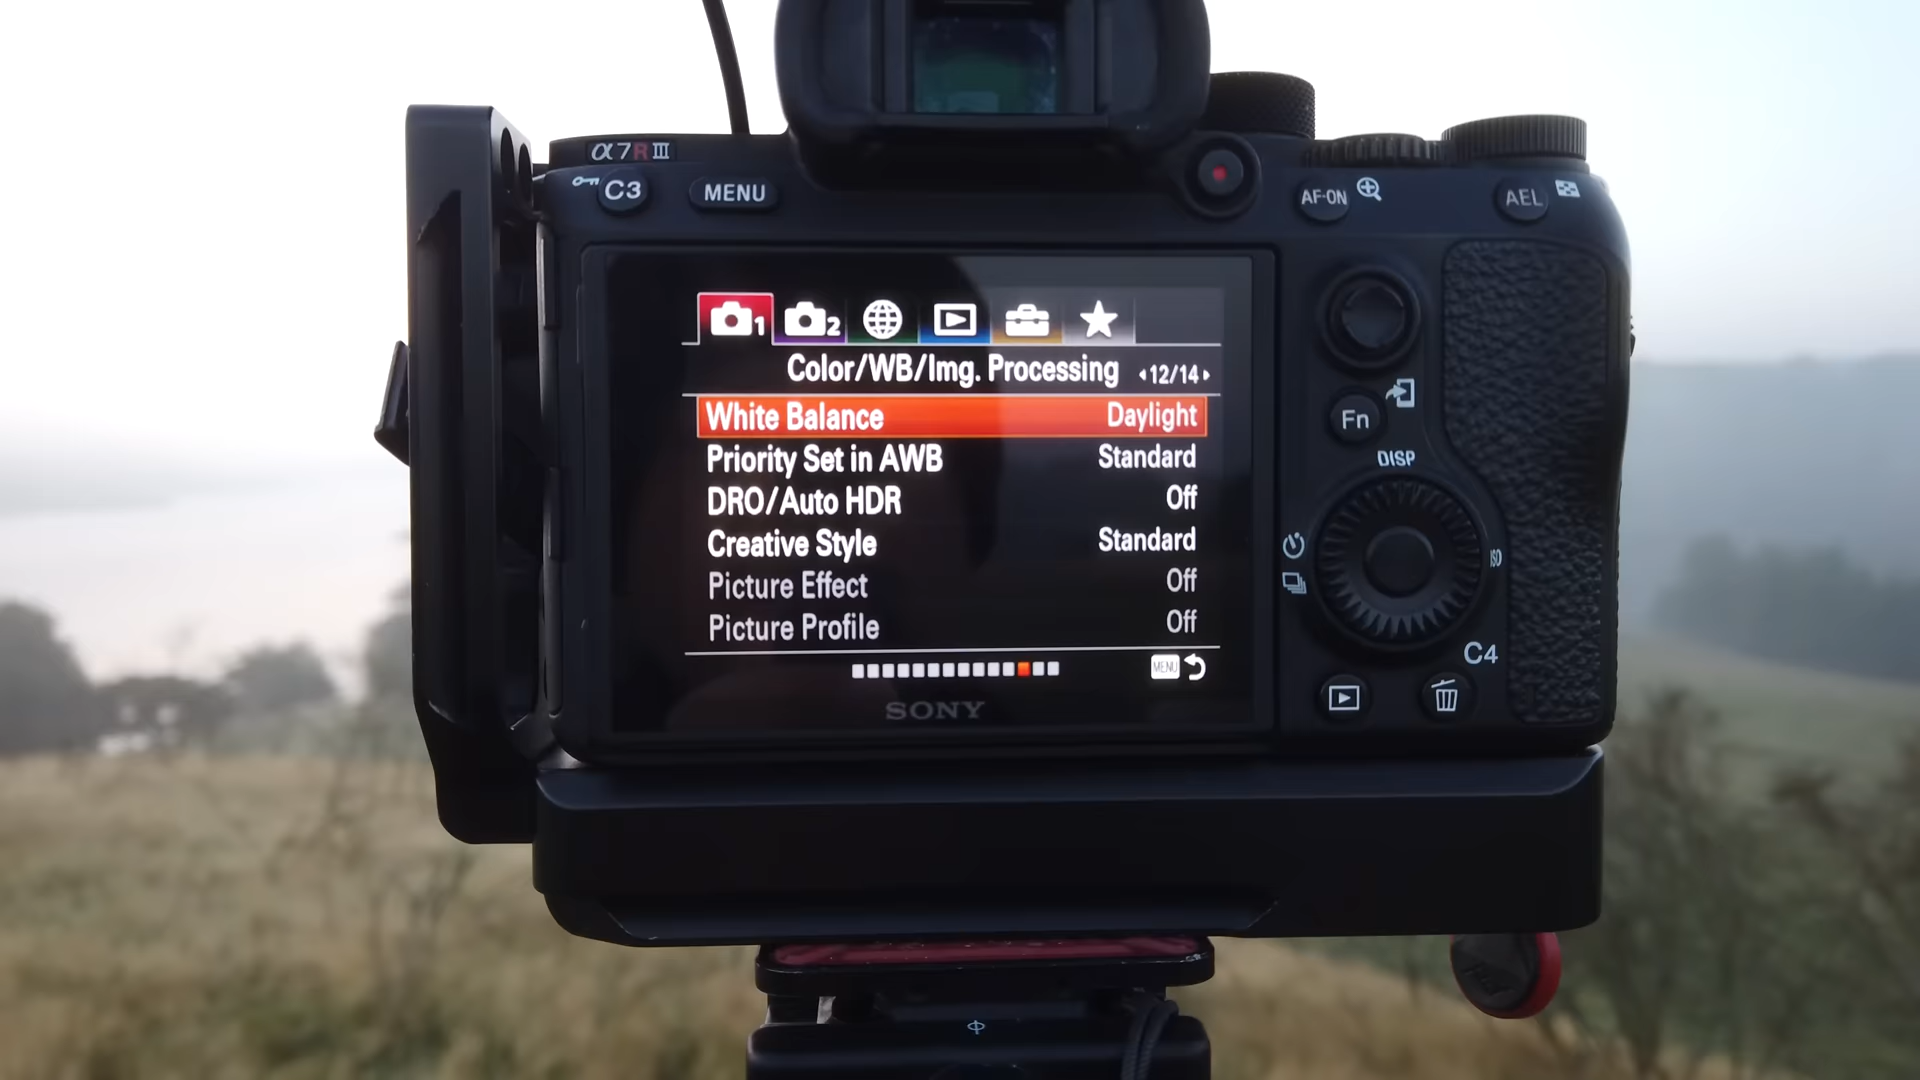 α7RIII
C3
MENU
AF-ON
AEL
1
2
Color/WB/Img. Processing 12/14
White Balance Daylight
Priority Set in AWB Standard
DRO/Auto HDR Off
Creative Style Standard
Picture Effect Off
Picture Profile Off
MENU
SONY
Fn
DISP
ISO
C4